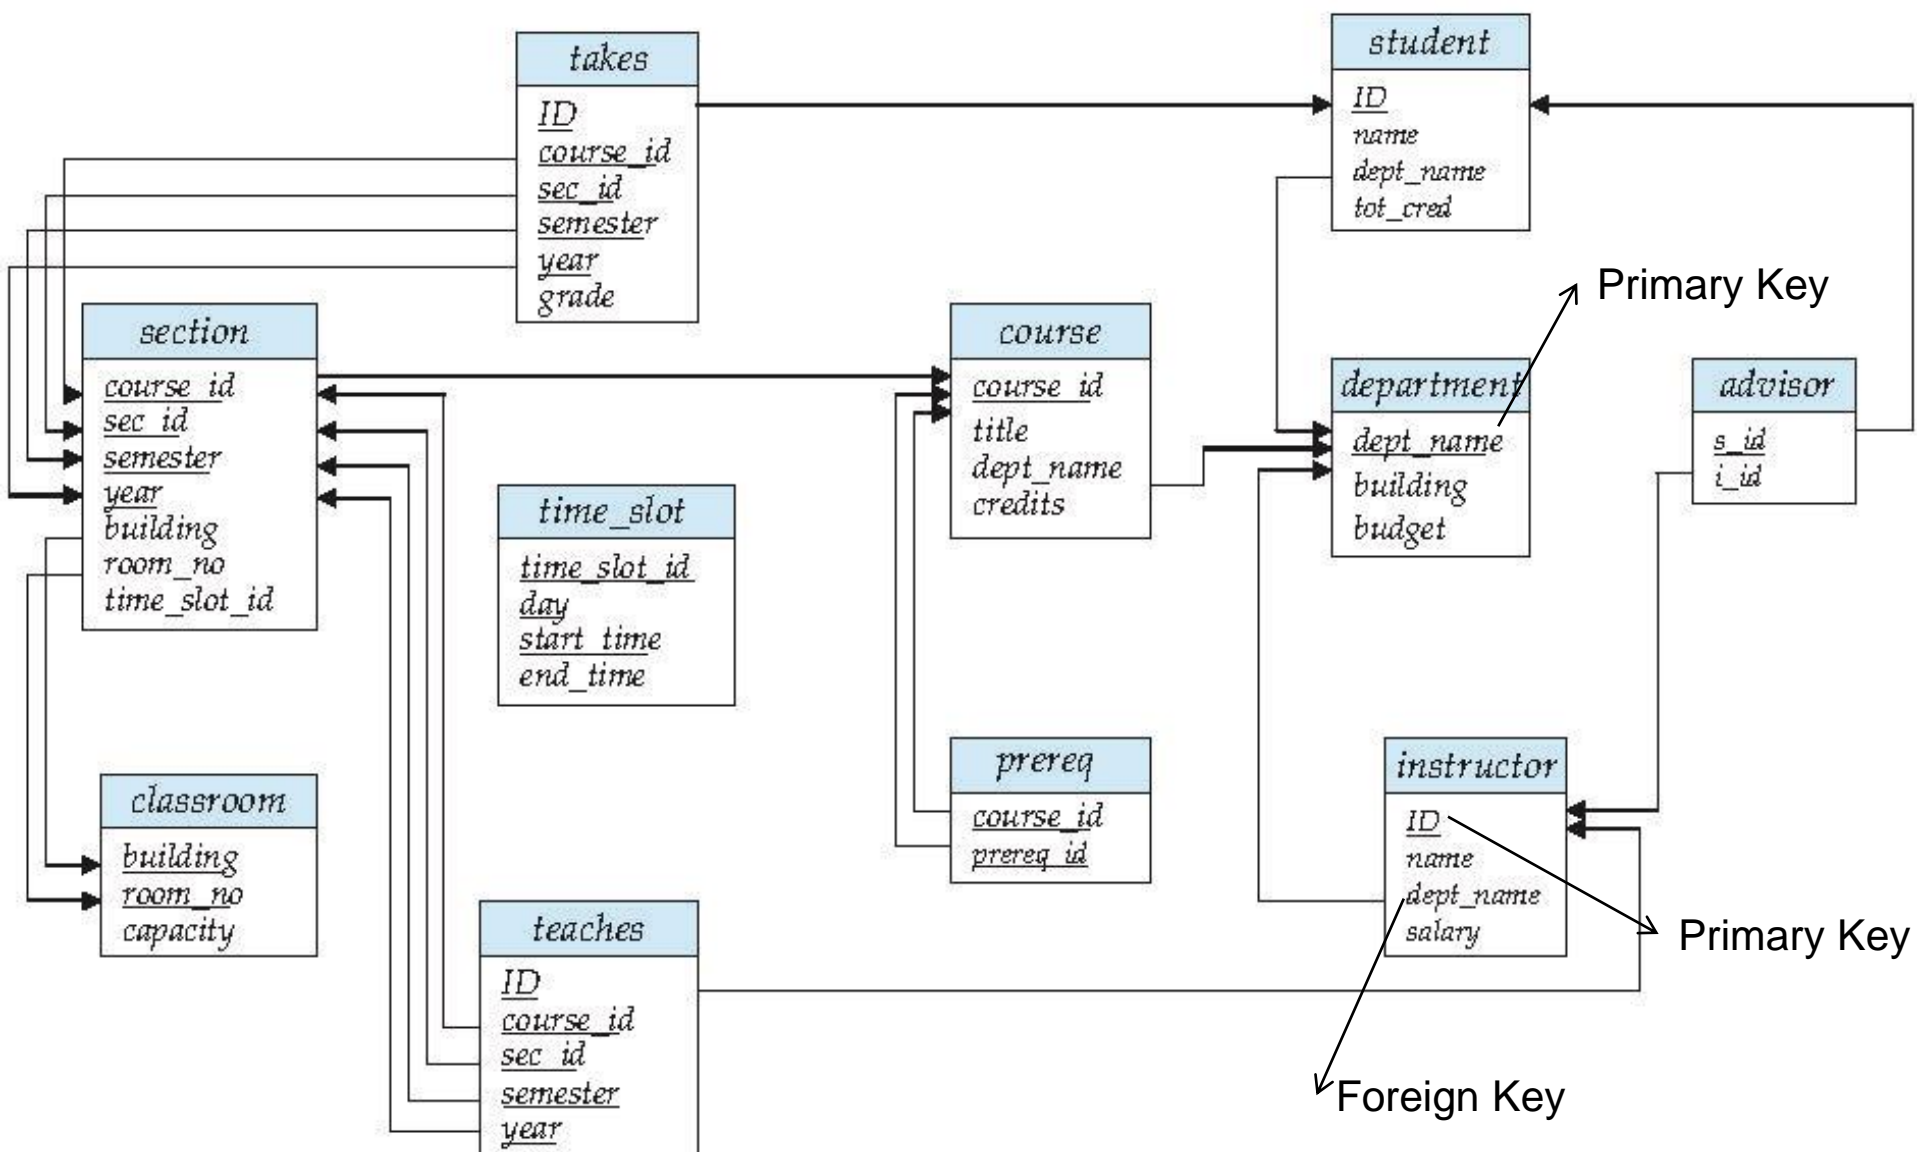 takes
ID
course_id
sec_id
semester
year
grade
student
ID
name
dept_name
tot_cred
Primary Key
section
course_id
sec_id
semester
year
building
room_no
time_slot_id
course
course_id
title
dept_name
credits
department
dept_name
building
budget
advisor
s_id
i_id
time_slot
time_slot_id
day
start_time
end_time
prereq
course_id
prereq_id
instructor
ID
name
dept_name
salary
Primary Key
classroom
building
room_no
capacity
teaches
ID
course_id
sec_id
semester
year
Foreign Key